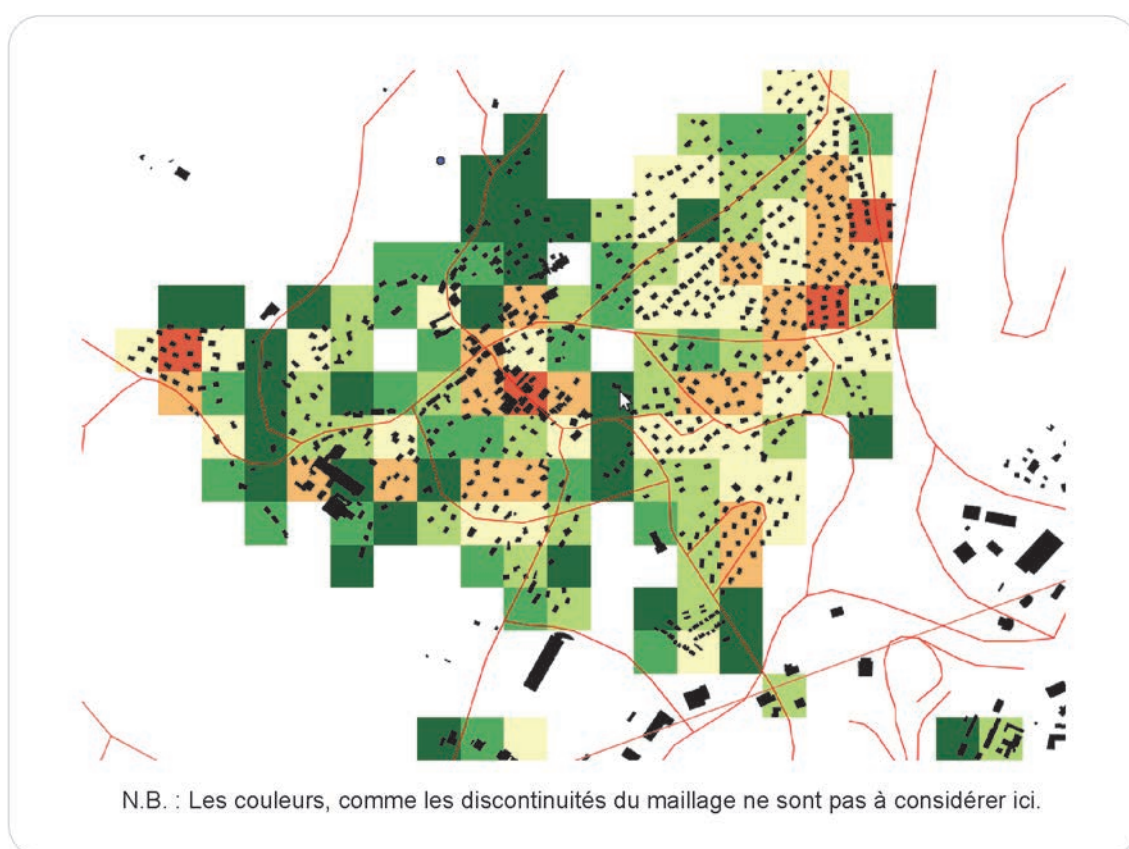 N.B. : Les couleurs, comme les discontinuités du maillage ne sont pas à considérer ici.